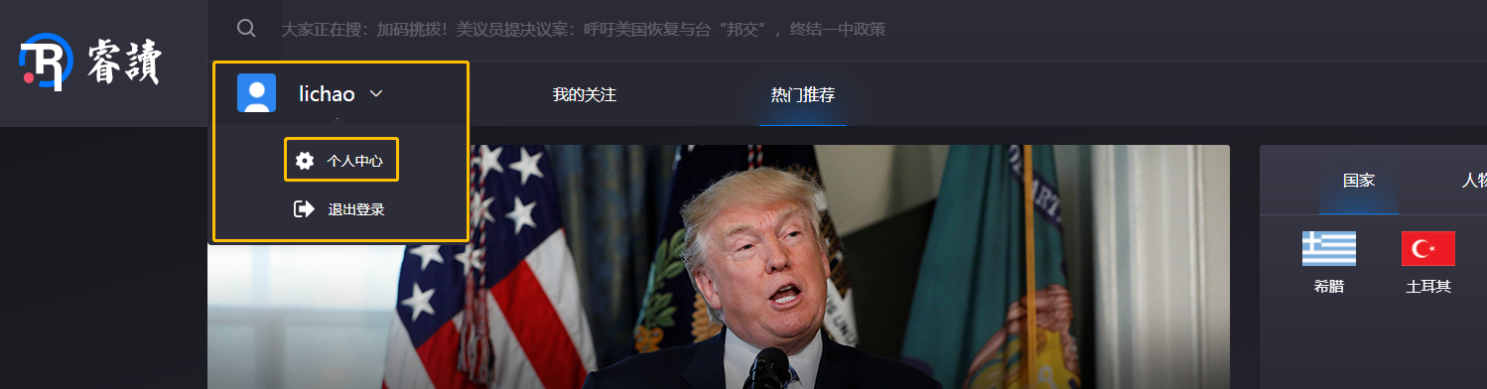 大家正在搜：加码挑拨！美议员提决议案：呼吁美国恢复与台“邦交”，终结一中政策
睿讀
lichao
我的关注
热门推荐
个人中心
退出登录
国家
人物
希腊
土耳其